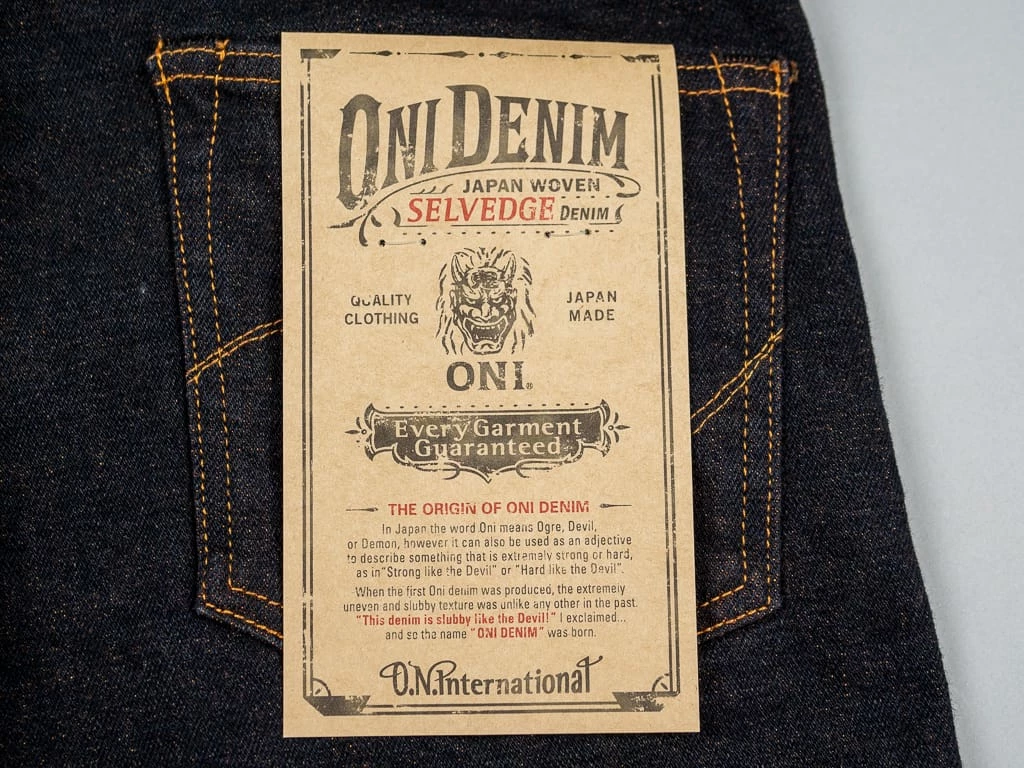 ONI DENIM
JAPAN WOVEN
SELVEDGE DENIM
QUALITY
CLOTHING
JAPAN
MADE
ONI®
Every Garment
Guaranteed
THE ORIGIN OF ONI DENIM
In Japan the word Oni means Ogre, Devil,
or Demon, however it can also be used as an adjective
to describe something that is extremely strong or hard,
as in "Strong like the Devil" or "Hard like the Devil".
When the first Oni denim was produced, the extremely
uneven and slubby texture was unlike any other in the past.
"This denim is slubby like the Devil!" I exclaimed...
and so the name "ONI DENIM" was born.
O.N.International